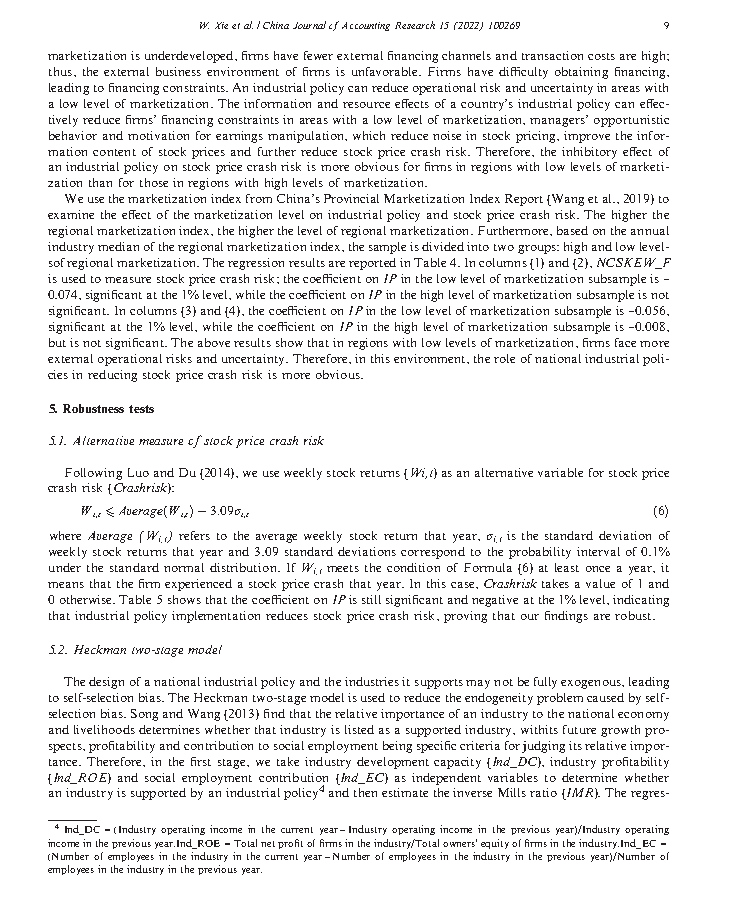 W. Xie et al. / China Journal of Accounting Research 15 (2022) 100269
9
marketization is underdeveloped, firms have fewer external financing channels and transaction costs are high;
thus, the external business environment of firms is unfavorable. Firms have difficulty obtaining financing,
leading to financing constraints. An industrial policy can reduce operational risk and uncertainty in areas with
a low level of marketization. The information and resource effects of a country's industrial policy can effec-
tively reduce firms' financing constraints in areas with a low level of marketization, managers' opportunistic
behavior and motivation for earnings manipulation, which reduce noise in stock pricing, improve the infor-
mation content of stock prices and further reduce stock price crash risk. Therefore, the inhibitory effect of
an industrial policy on stock price crash risk is more obvious for firms in regions with low levels of marketi-
zation than for those in regions with high levels of marketization.
We use the marketization index from China's Provincial Marketization Index Report (Wang et al., 2019) to
examine the effect of the marketization level on industrial policy and stock price crash risk. The higher the
regional marketization index, the higher the level of regional marketization. Furthermore, based on the annual
industry median of the regional marketization index, the sample is divided into two groups: high and low level-
sof regional marketization. The regression results are reported in Table 4. In columns (1) and (2), NCSKEW_F
is used to measure stock price crash risk; the coefficient on IP in the low level of marketization subsample is –
0.074, significant at the 1% level, while the coefficient on IP in the high level of marketization subsample is not
significant. In columns (3) and (4), the coefficient on IP in the low level of marketization subsample is –0.056,
significant at the 1% level, while the coefficient on IP in the high level of marketization subsample is –0.008,
but is not significant. The above results show that in regions with low levels of marketization, firms face more
external operational risks and uncertainty. Therefore, in this environment, the role of national industrial poli-
cies in reducing stock price crash risk is more obvious.
5. Robustness tests
5.1. Alternative measure of stock price crash risk
Following Luo and Du (2014), we use weekly stock returns (Wi,t) as an alternative variable for stock price
crash risk (Crashrisk):
W i,t ⩽ Average(W i,t) − 3.09σi,t (6)
where Average (W i,t) refers to the average weekly stock return that year, σi,t is the standard deviation of
weekly stock returns that year and 3.09 standard deviations correspond to the probability interval of 0.1%
under the standard normal distribution. If W i,t meets the condition of Formula (6) at least once a year, it
means that the firm experienced a stock price crash that year. In this case, Crashrisk takes a value of 1 and
0 otherwise. Table 5 shows that the coefficient on IP is still significant and negative at the 1% level, indicating
that industrial policy implementation reduces stock price crash risk, proving that our findings are robust.
5.2. Heckman two-stage model
The design of a national industrial policy and the industries it supports may not be fully exogenous, leading
to self-selection bias. The Heckman two-stage model is used to reduce the endogeneity problem caused by self-
selection bias. Song and Wang (2013) find that the relative importance of an industry to the national economy
and livelihoods determines whether that industry is listed as a supported industry, withits future growth pro-
spects, profitability and contribution to social employment being specific criteria for judging its relative impor-
tance. Therefore, in the first stage, we take industry development capacity (Ind_DC), industry profitability
(Ind_ROE) and social employment contribution (Ind_EC) as independent variables to determine whether
an industry is supported by an industrial policy4 and then estimate the inverse Mills ratio (IMR). The regres-
4 Ind_DC = (Industry operating income in the current year – Industry operating income in the previous year)/Industry operating
income in the previous year.Ind_ROE = Total net profit of firms in the industry/Total owners' equity of firms in the industry.Ind_EC =
(Number of employees in the industry in the current year – Number of employees in the industry in the previous year)/Number of
employees in the industry in the previous year.